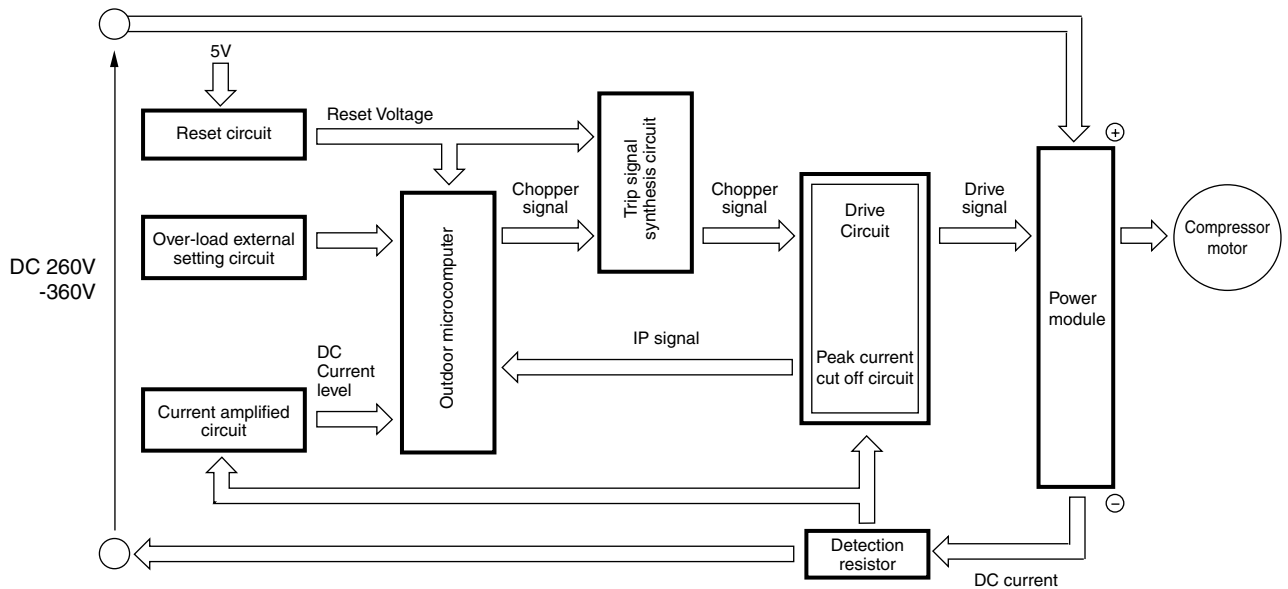 5V
Reset circuit
Reset Voltage
Trip signal
synthesis circuit
+
Chopper
signal
Chopper
signal
Drive
Circuit
Drive
signal
Compressor
motor
Over-load external
setting circuit
DC 260V
-360V
Outdoor microcomputer
Power
module
IP signal
Peak current
cut off circuit
DC
Current
level
Current amplified
circuit
−
Detection
resistor
DC current